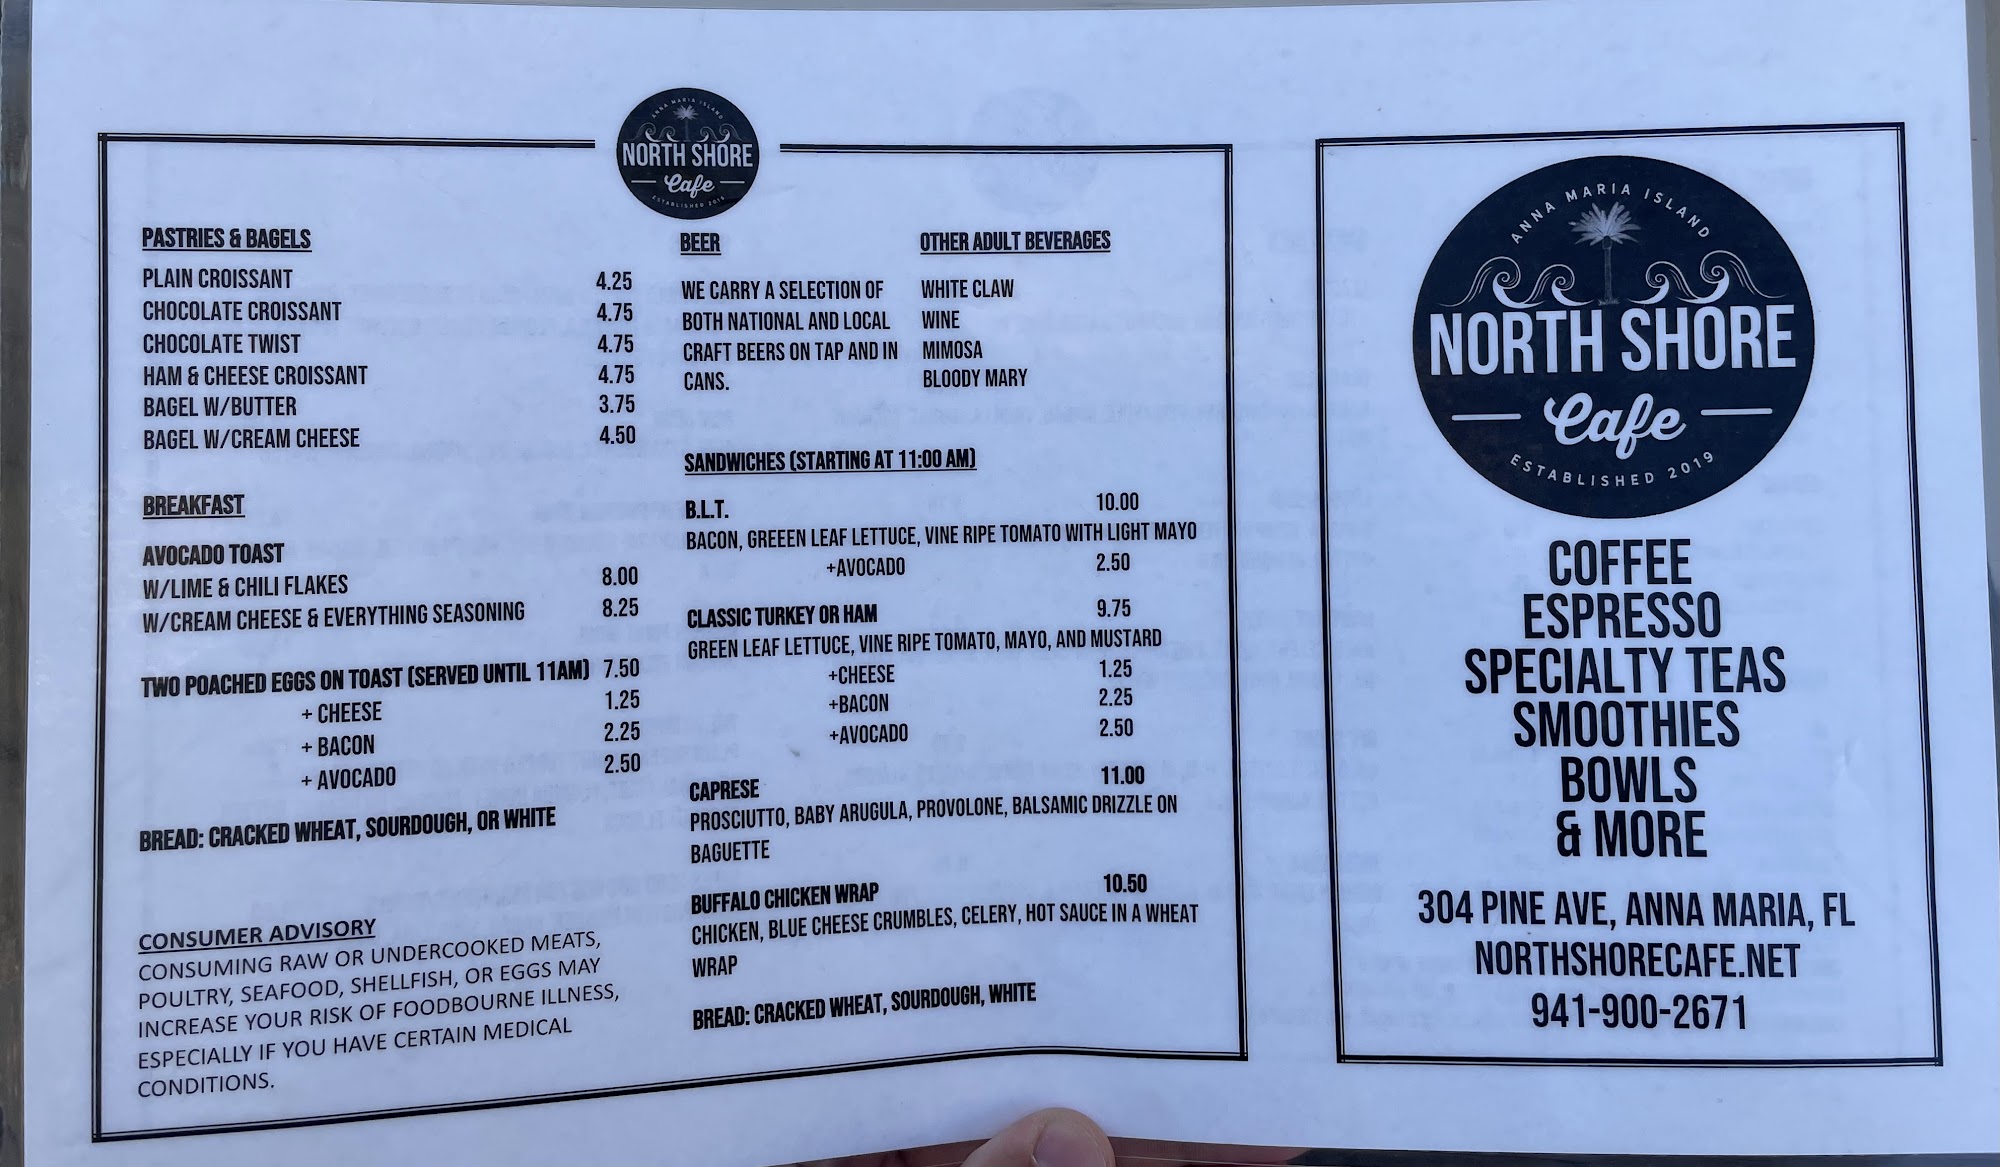 ANNA MARIA ISLAND
NORTH SHORE
Cafe
ESTABLISHED 2019
PASTRIES & BAGELS
PLAIN CROISSANT 4.25
CHOCOLATE CROISSANT 4.75
CHOCOLATE TWIST 4.75
HAM & CHEESE CROISSANT 4.75
BAGEL W/BUTTER 3.75
BAGEL W/CREAM CHEESE 4.50
BREAKFAST
AVOCADO TOAST
W/LIME & CHILI FLAKES 8.00
W/CREAM CHEESE & EVERYTHING SEASONING 8.25
TWO POACHED EGGS ON TOAST (SERVED UNTIL 11AM) 7.50
+ CHEESE 1.25
+ BACON 2.25
+ AVOCADO 2.50
BREAD: CRACKED WHEAT, SOURDOUGH, OR WHITE
CONSUMER ADVISORY
CONSUMING RAW OR UNDERCOOKED MEATS,
POULTRY, SEAFOOD, SHELLFISH, OR EGGS MAY
INCREASE YOUR RISK OF FOODBOURNE ILLNESS,
ESPECIALLY IF YOU HAVE CERTAIN MEDICAL
CONDITIONS.
BEER
WE CARRY A SELECTION OF
BOTH NATIONAL AND LOCAL
CRAFT BEERS ON TAP AND IN
CANS.
OTHER ADULT BEVERAGES
WHITE CLAW
WINE
MIMOSA
BLOODY MARY
SANDWICHES (STARTING AT 11:00 AM)
B.L.T. 10.00
BACON, GREEEN LEAF LETTUCE, VINE RIPE TOMATO WITH LIGHT MAYO
+AVOCADO 2.50
CLASSIC TURKEY OR HAM 9.75
GREEN LEAF LETTUCE, VINE RIPE TOMATO, MAYO, AND MUSTARD
+CHEESE 1.25
+BACON 2.25
+AVOCADO 2.50
CAPRESE 11.00
PROSCIUTTO, BABY ARUGULA, PROVOLONE, BALSAMIC DRIZZLE ON
BAGUETTE
BUFFALO CHICKEN WRAP 10.50
CHICKEN, BLUE CHEESE CRUMBLES, CELERY, HOT SAUCE IN A WHEAT
WRAP
BREAD: CRACKED WHEAT, SOURDOUGH, WHITE
ANNA MARIA ISLAND
NORTH SHORE
Cafe
ESTABLISHED 2019
COFFEE
ESPRESSO
SPECIALTY TEAS
SMOOTHIES
BOWLS
& MORE
304 PINE AVE, ANNA MARIA, FL
NORTHSHORECAFE.NET
941-900-2671